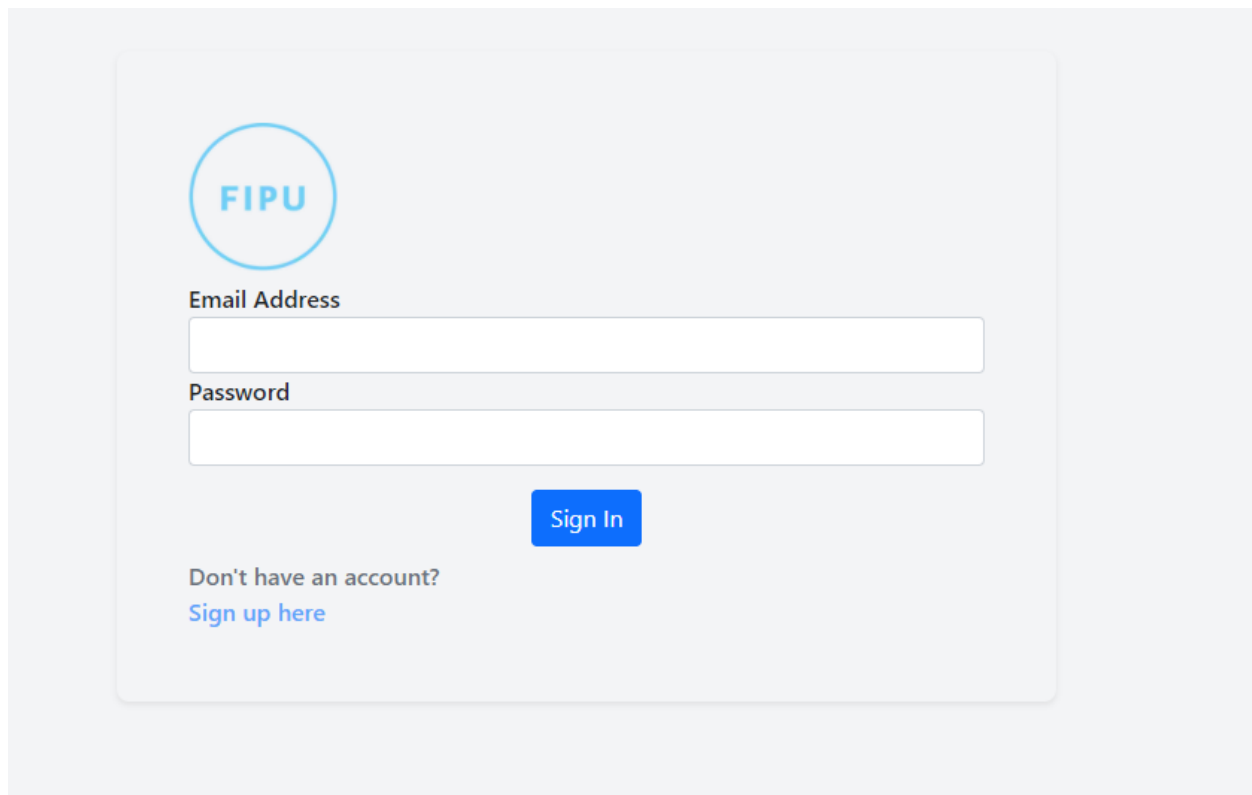 FIPU
Email Address
Password
Sign In
Don't have an account?
Sign up here